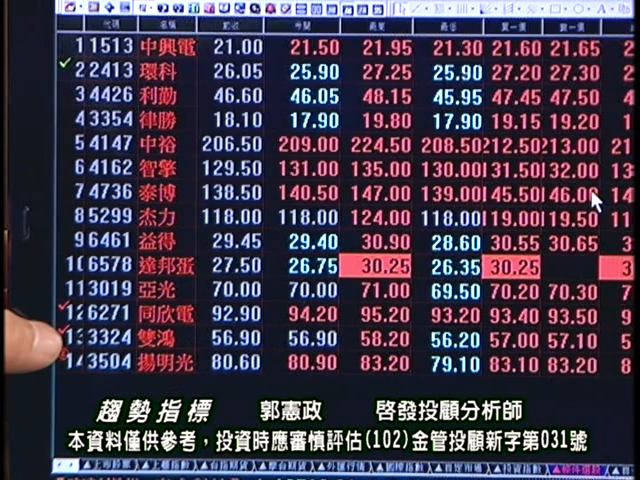 代碼 名稱 昨收 今開 最高 最低 買一價 賣一價
1 1513 中興電 21.00 21.50 21.95 21.30 21.60 21.65
2 2413 環科 26.05 25.90 27.25 25.90 27.20 27.30
3 4426 利勤 46.60 46.05 48.15 45.95 47.45 47.50
4 3354 律勝 18.10 17.90 19.80 17.90 19.15 19.20
5 4147 中裕 206.50 209.00 224.50 208.50 212.50 213.00
6 4162 智擎 129.50 131.00 135.00 130.00 131.50 132.00
7 4736 泰博 138.50 140.50 147.00 139.00 145.50 146.00
8 5299 杰力 118.00 118.00 124.00 118.00 119.00 119.50
9 6461 益得 29.45 29.40 30.90 28.60 30.55 30.65
10 6578 達邦蛋 27.50 26.75 30.25 26.35 30.25
11 3019 亞光 70.00 70.00 71.00 69.50 70.20 70.30
12 6271 同欣電 92.90 94.20 95.20 93.20 93.40 93.50
13 3324 雙鴻 56.90 56.90 58.20 56.20 57.00 57.10
14 3504 揚明光 80.60 80.90 83.20 79.10 83.10 83.20
趨勢指標 郭憲政 啓發投顧分析師
本資料僅供參考，投資時應審慎評估(102)金管投顧新字第031號